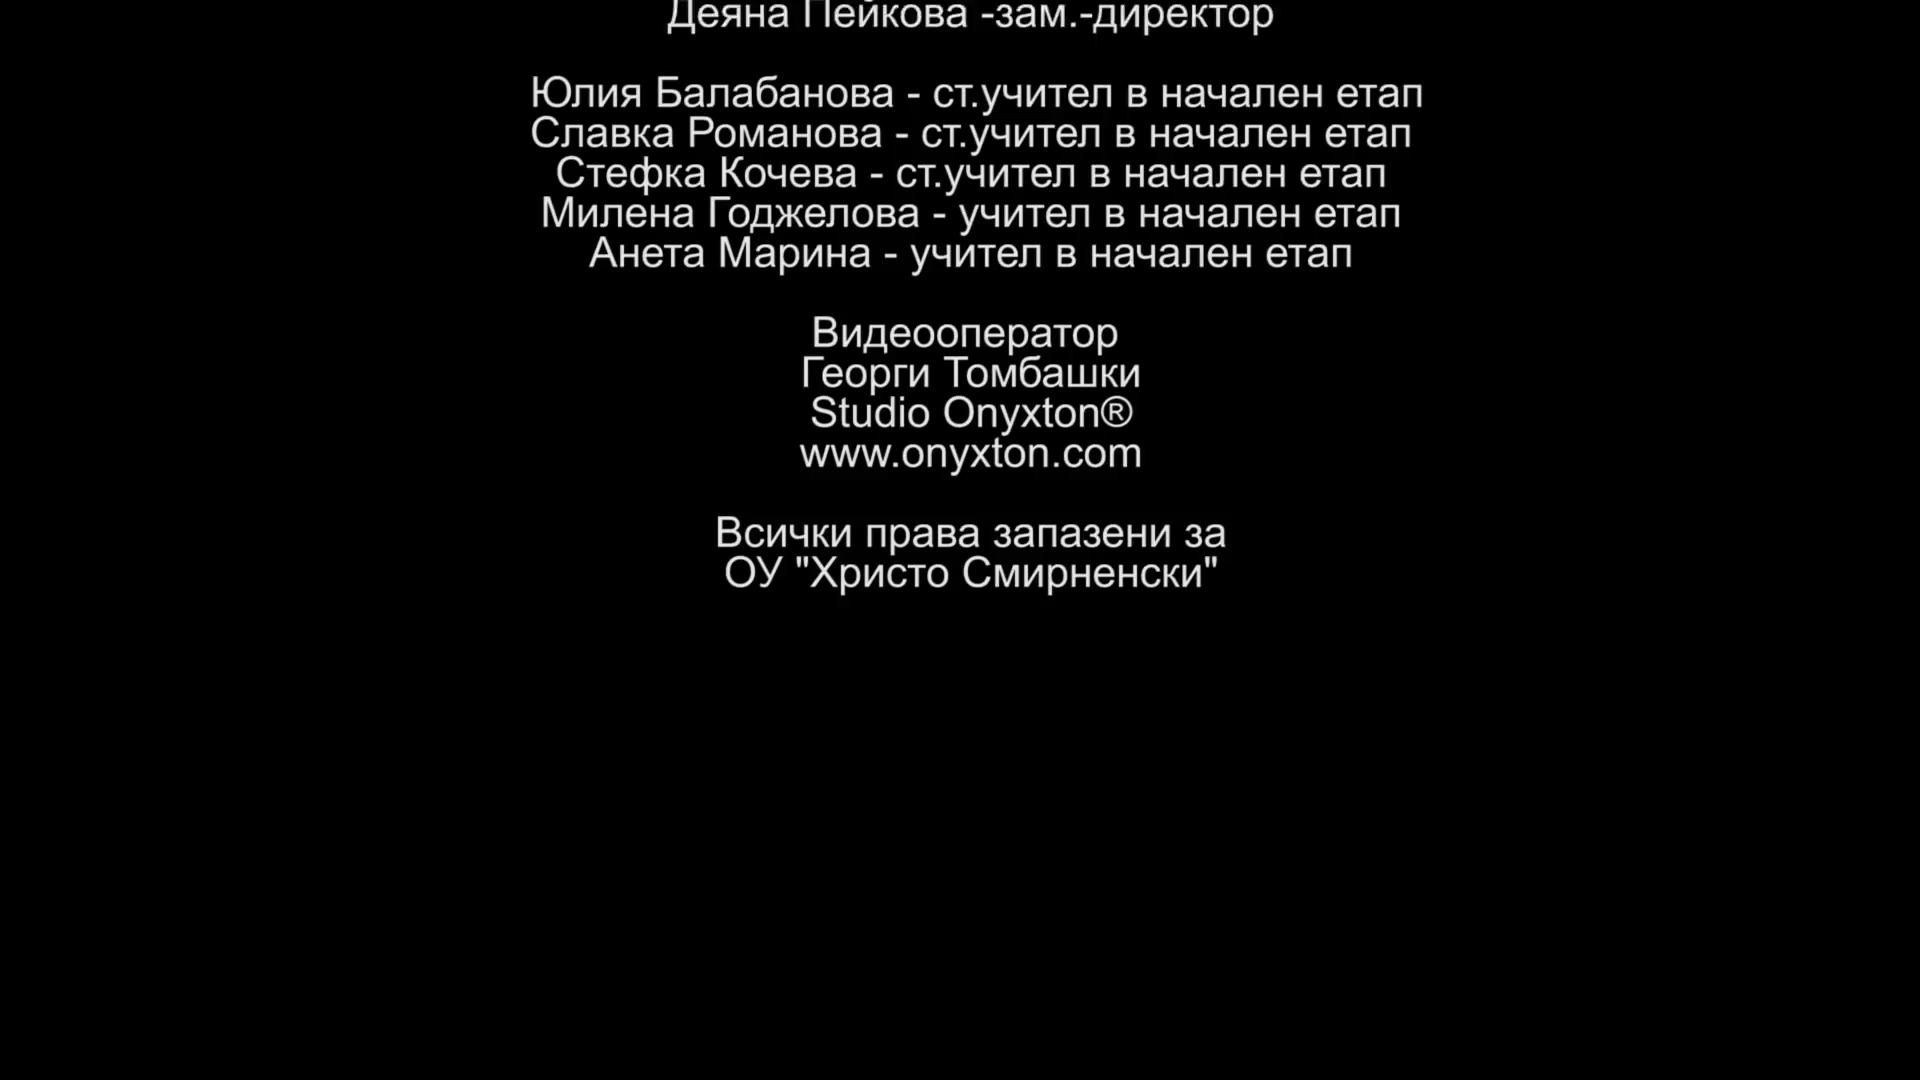 Деяна Пейкова -зам.-директор
Юлия Балабанова - ст.учител в начален етап
Славка Романова - ст.учител в начален етап
Стефка Кочева - ст.учител в начален етап
Милена Годжелова - учител в начален етап
Анета Марина - учител в начален етап
Видеооператор
Георги Томбашки
Studio Onyxton®
www.onyxton.com
Всички права запазени за
ОУ "Христо Смирненски"